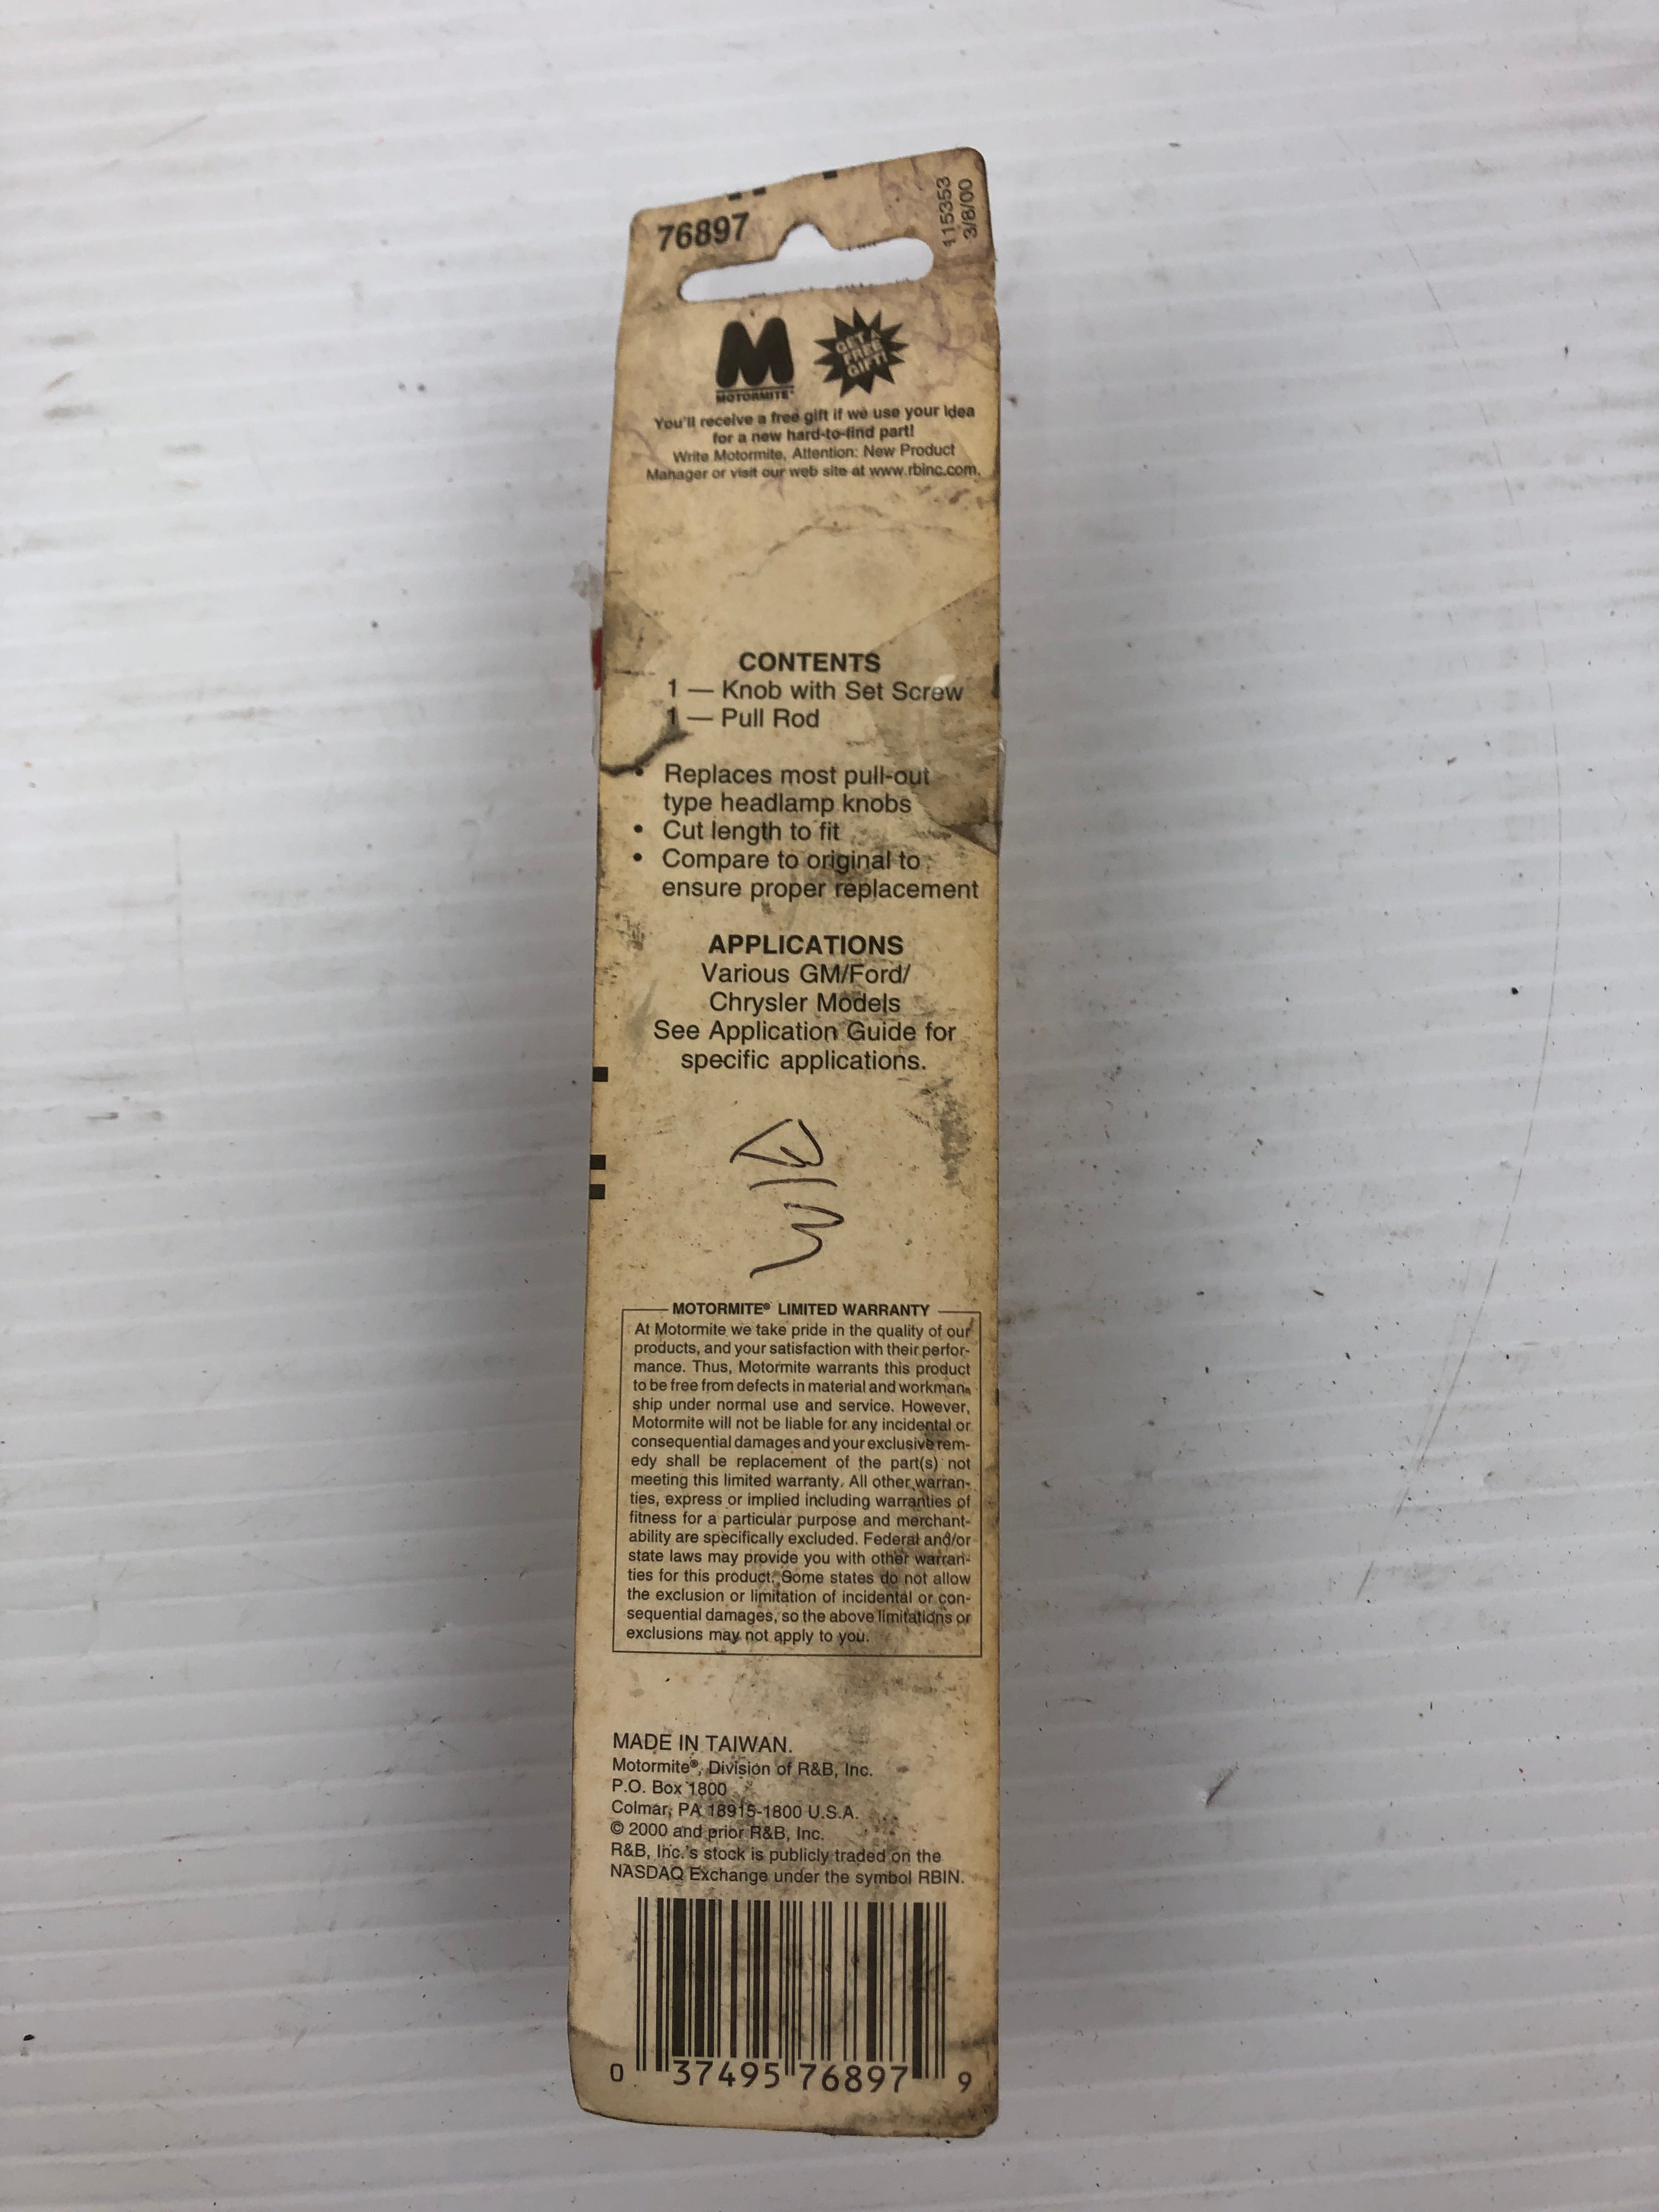 76897
115353
3/8/00
M
MOTORMITE®
GET A
FREE
GIFT!
You'll receive a free gift if we use your idea
for a new hard-to-find part!
Write Motormite, Attention: New Product
Manager or visit our web site at www.rbinc.com.
CONTENTS
1 — Knob with Set Screw
1 — Pull Rod
• Replaces most pull-out
type headlamp knobs
• Cut length to fit
• Compare to original to
ensure proper replacement
APPLICATIONS
Various GM/Ford/
Chrysler Models
See Application Guide for
specific applications.
MOTORMITE® LIMITED WARRANTY
At Motormite we take pride in the quality of our
products, and your satisfaction with their perfor-
mance. Thus, Motormite warrants this product
to be free from defects in material and workman-
ship under normal use and service. However,
Motormite will not be liable for any incidental or
consequential damages and your exclusive rem-
edy shall be replacement of the part(s) not
meeting this limited warranty. All other warran-
ties, express or implied including warranties of
fitness for a particular purpose and merchant-
ability are specifically excluded. Federal and/or
state laws may provide you with other warran-
ties for this product. Some states do not allow
the exclusion or limitation of incidental or con-
sequential damages, so the above limitations or
exclusions may not apply to you.
MADE IN TAIWAN.
Motormite®, Division of R&B, Inc.
P.O. Box 1800
Colmar, PA 18915-1800 U.S.A.
© 2000 and prior R&B, Inc.
R&B, Inc.'s stock is publicly traded on the
NASDAQ Exchange under the symbol RBIN.
0 37495 76897 9